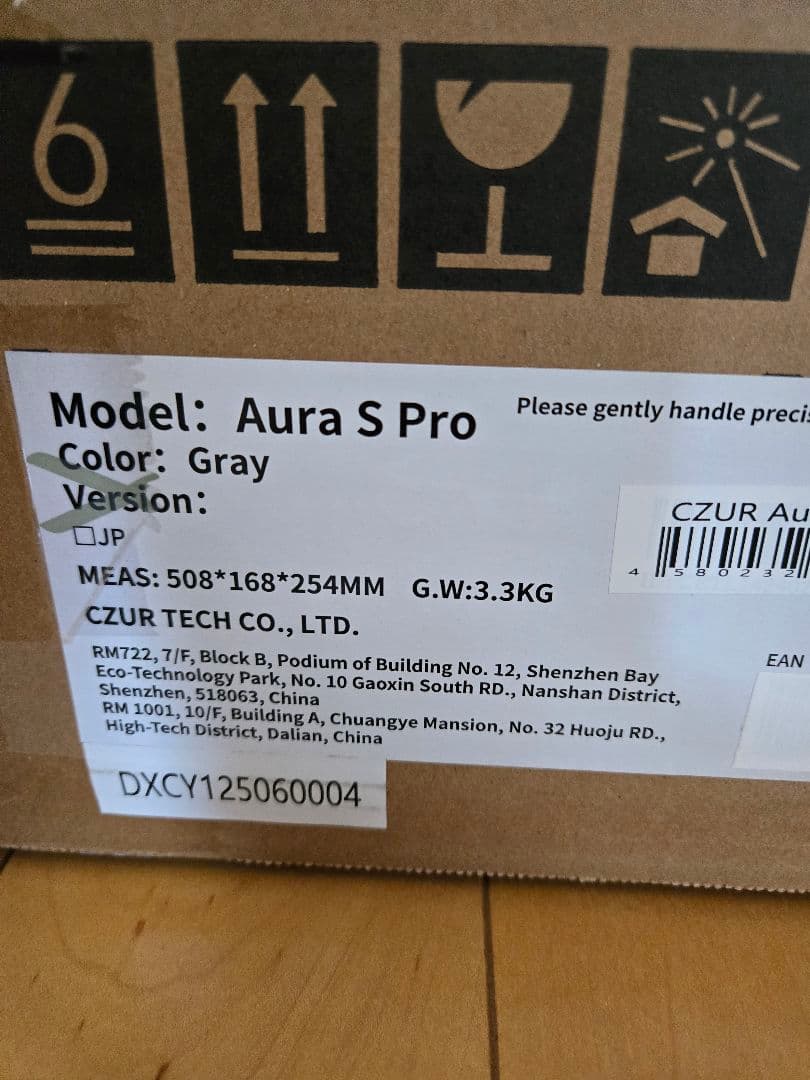 6
Model: Aura S Pro
Please gently handle
Color: Gray
Version:
□JP
CZUR
4 580232
MEAS: 508*168*254MM G.W:3.3KG
CZUR TECH CO., LTD.
RM722, 7/F, Block B, Podium of Building No. 12, Shenzhen Bay
Eco-Technology Park, No. 10 Gaoxin South RD., Nanshan District,
Shenzhen, 518063, China
RM 1001, 10/F, Building A, Chuangye Mansion, No. 32 Huoju RD.,
High-Tech District, Dalian, China
EAN
DXCY125060004